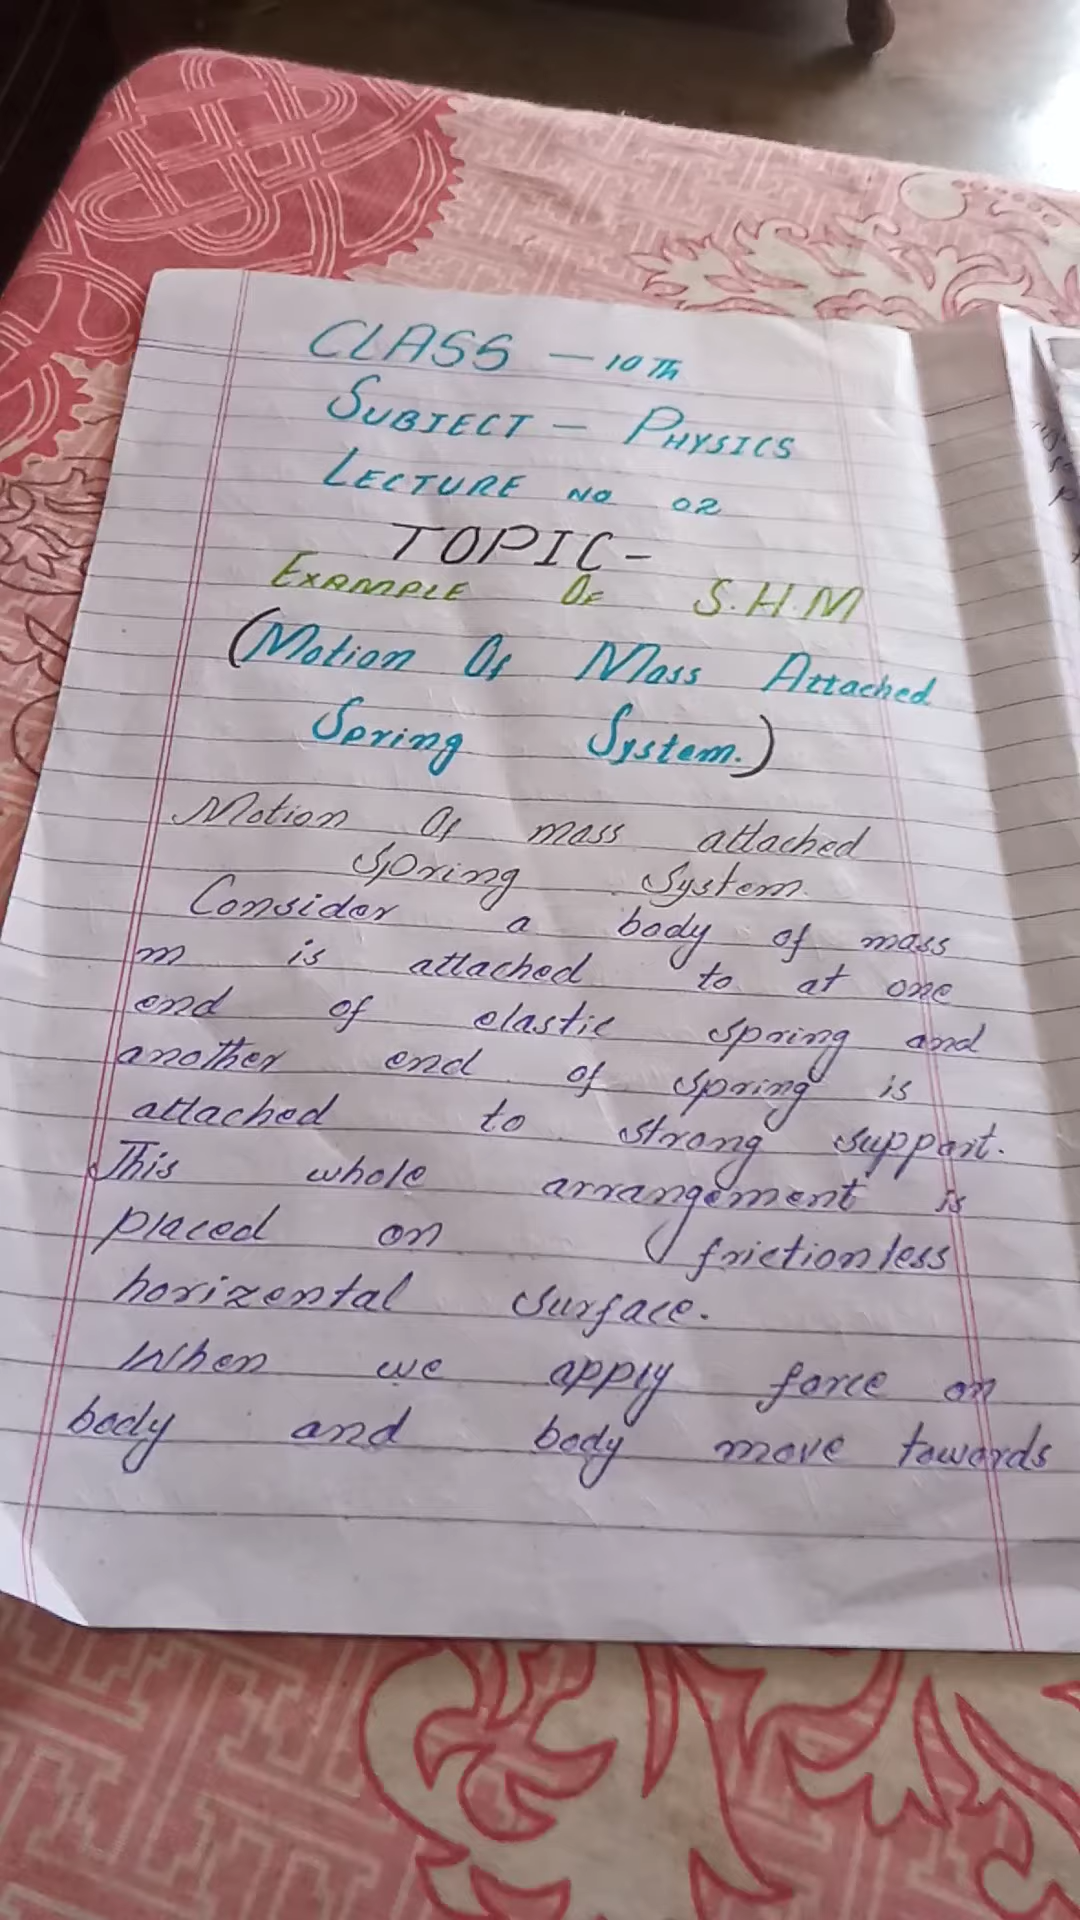 CLASS - 10Th
SUBJECT - PHYSICS
LECTURE NO 02
TOPIC-
EXAMPLE OF S.H.M
(Motion Of Mass Attached
Spring System.)
Motion Of mass attached
Spring System.
Consider a body of mass
m is attached to at one
end of elastic spring and
another end of spring is
attached to strong support.
This whole arrangement is
placed on frictionless
horizental surface.
When we apply force on
body and body move towards